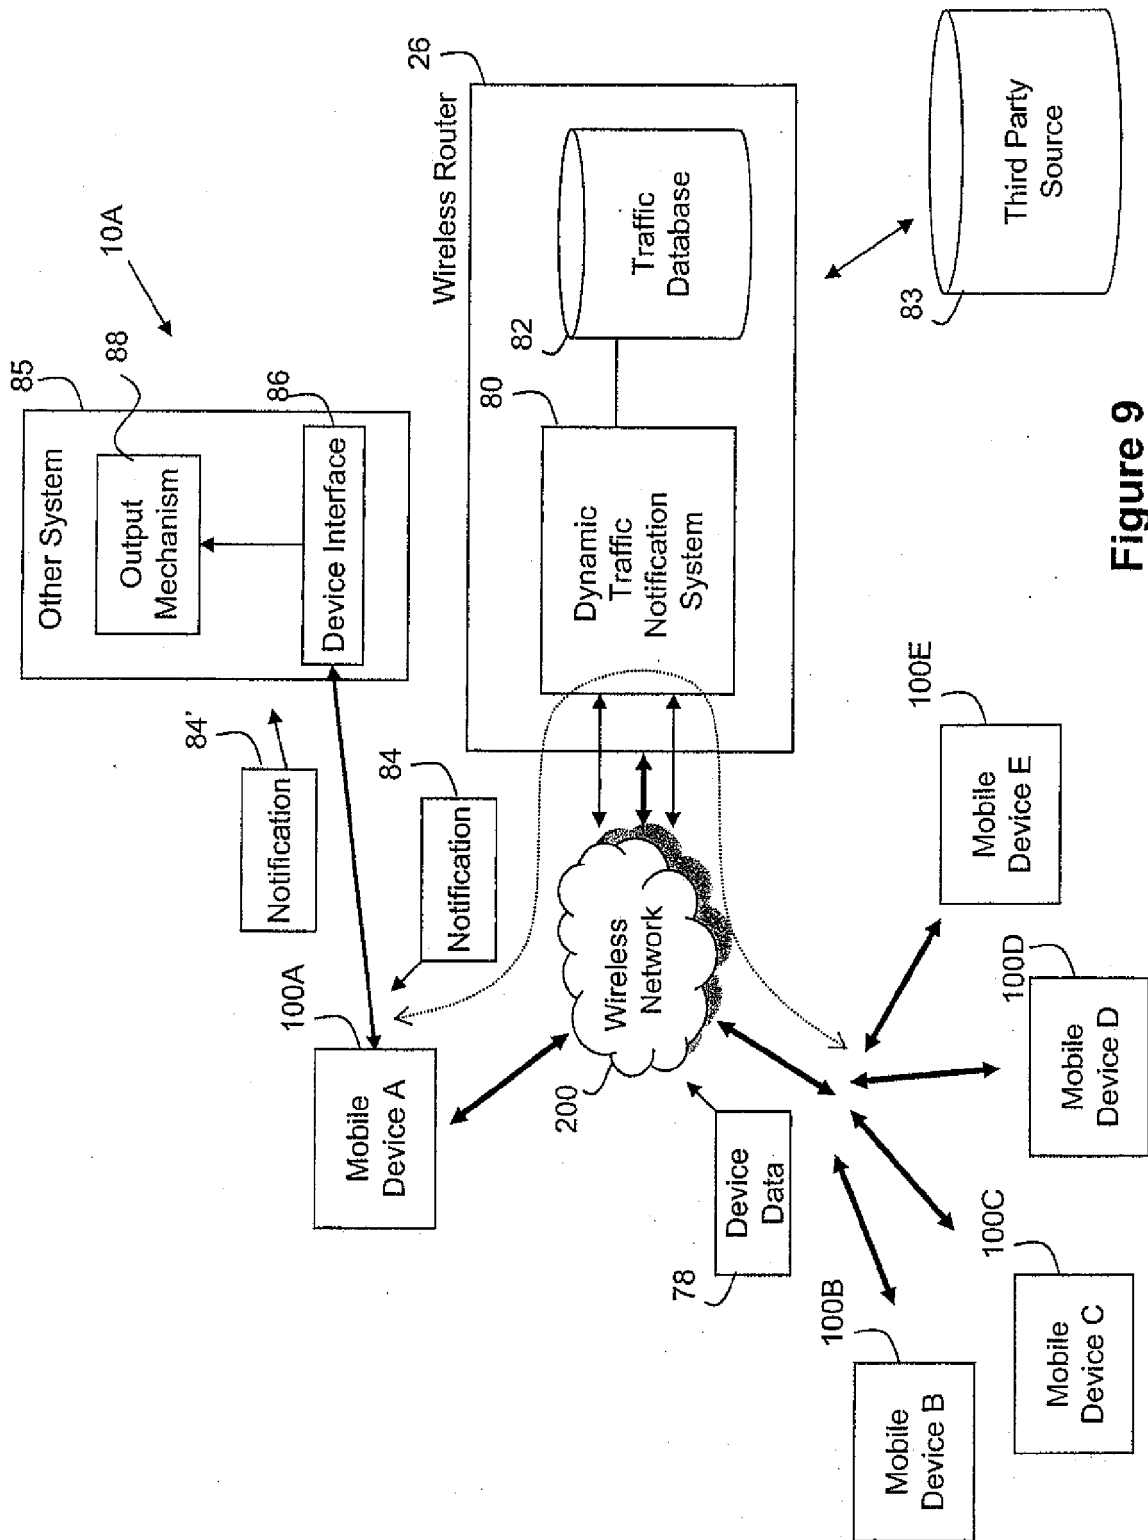 10A
85
Other System
88
Output
Mechanism
86
Device Interface
84'
Notification
84
Notification
100A
Mobile
Device A
26
Wireless Router
80
Dynamic
Traffic
Notification
System
82
Traffic
Database
83
Third Party
Source
200
Wireless
Network
78
Device
Data
100B
Mobile
Device B
100C
Mobile
Device C
100D
Mobile
Device D
100E
Mobile
Device E
Figure 9